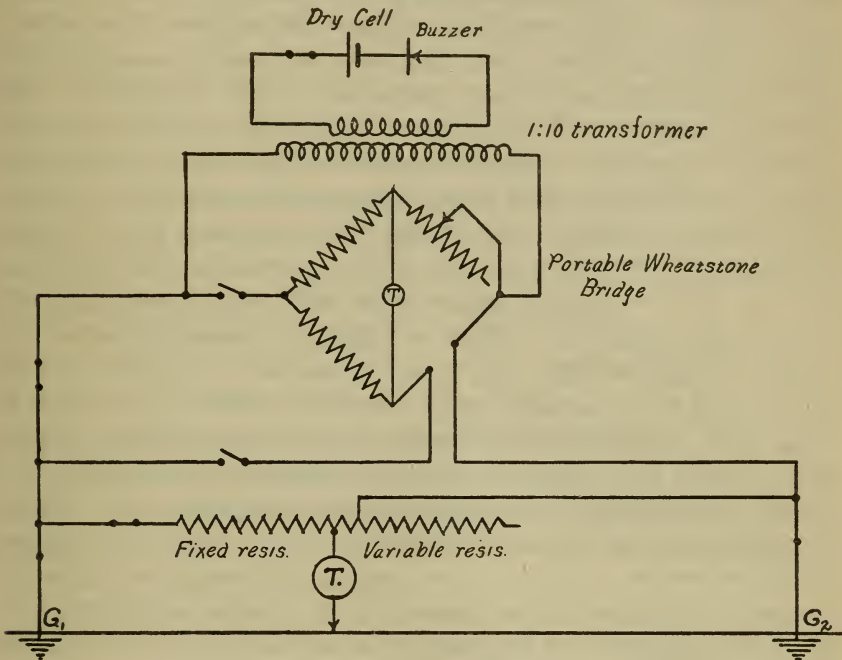 Dry Cell
Buzzer
1:10 transformer
T
Portable Wheatstone
Bridge
Fixed resis.
Variable resis.
T.
G1
G2